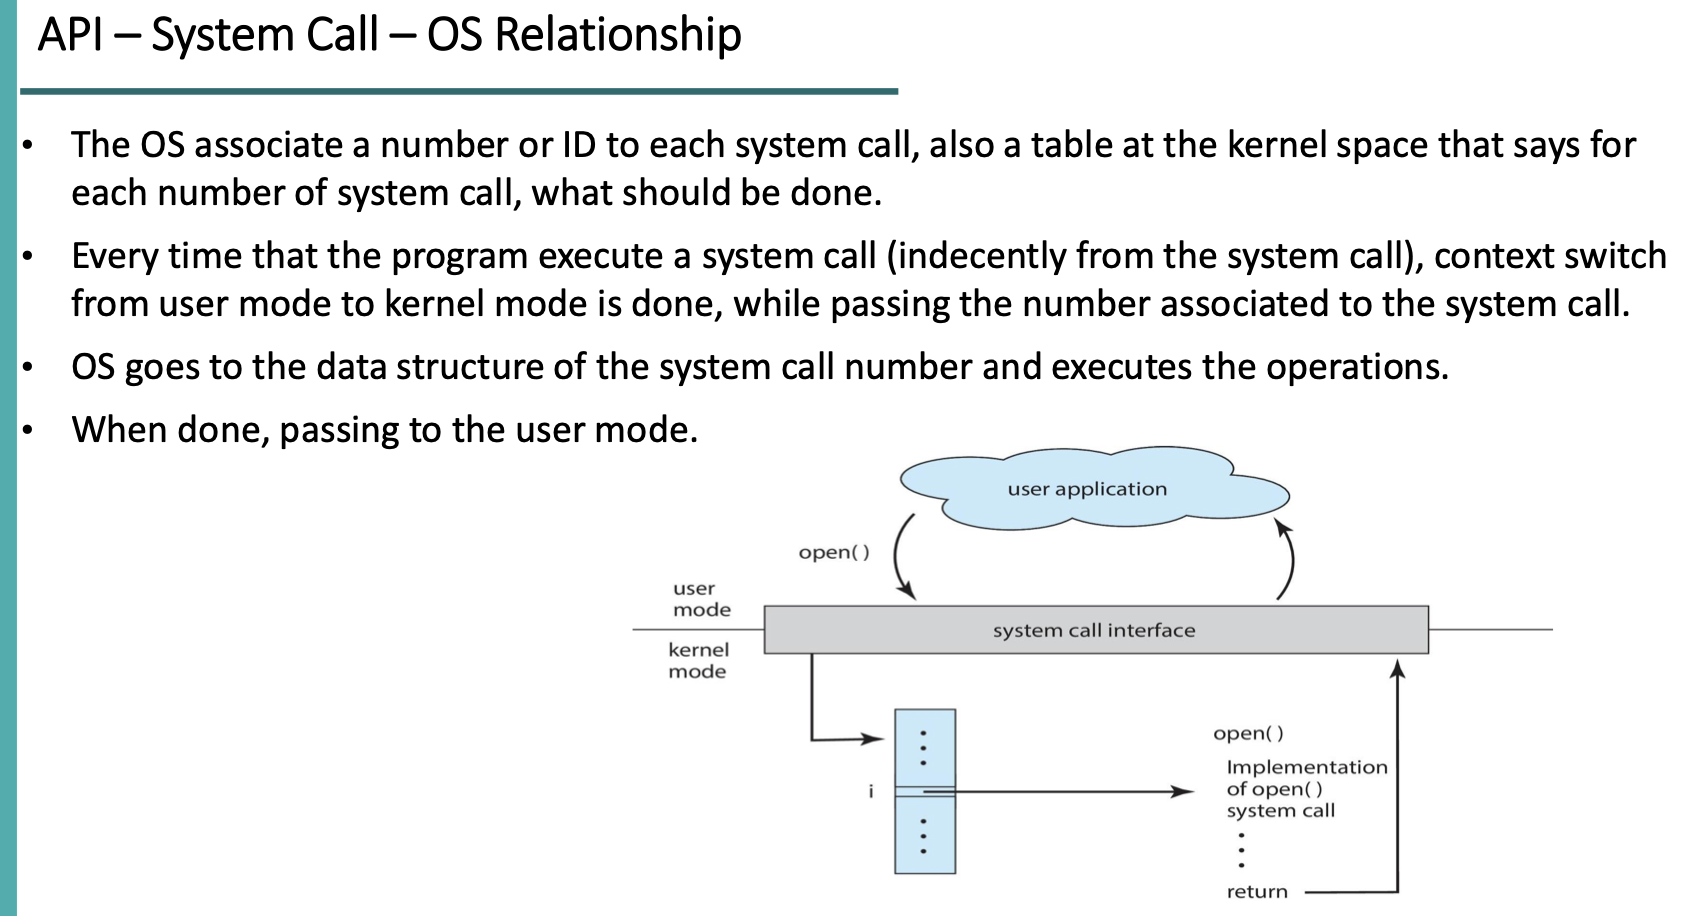 API – System Call – OS Relationship
• The OS associate a number or ID to each system call, also a table at the kernel space that says for
each number of system call, what should be done.
• Every time that the program execute a system call (indecently from the system call), context switch
from user mode to kernel mode is done, while passing the number associated to the system call.
• OS goes to the data structure of the system call number and executes the operations.
• When done, passing to the user mode.
user application
open( )
user
mode
system call interface
kernel
mode
open( )
i
Implementation
of open( )
system call
return